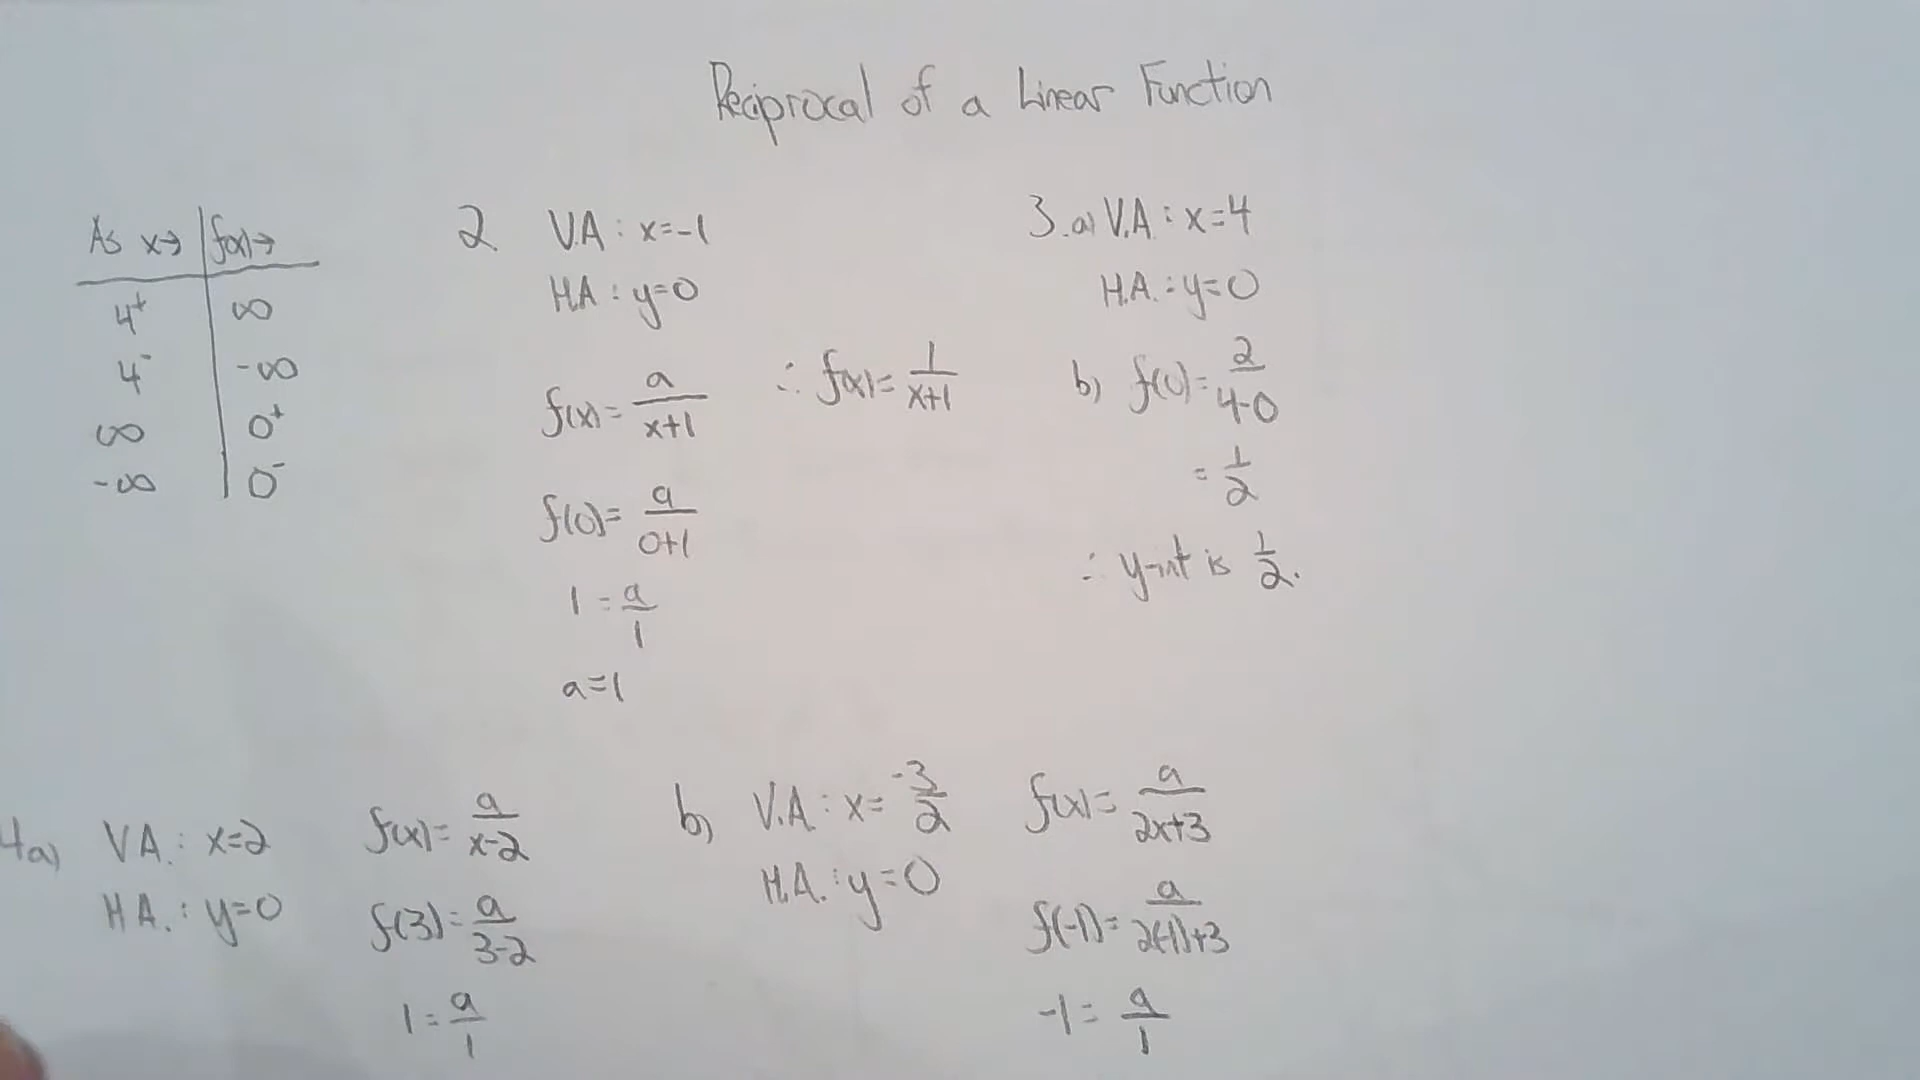 Reciprocal of a Linear Function
As x→ | f(x)→
4⁺ | ∞
4⁻ | -∞
∞ | 0⁺
-∞ | 0⁻
2 V.A : x=-1
H.A : y=0
f(x) = a/(x+1)
f(0) = a/(0+1)
1 = a/1
a=1
∴ f(x) = 1/(x+1)
3. a) V.A : x=4
H.A. : y=0
b) f(0) = 2/(4-0)
= 1/2
∴ y-int is 1/2.
4a) V.A. : x=2
H.A. : y=0
f(x) = a/(x-2)
f(3) = a/(3-2)
1 = a/1
b) V.A. : x = -3/2
H.A. : y=0
f(x) = a/(2x+3)
f(-1) = a/(2(-1)+3)
-1 = a/1